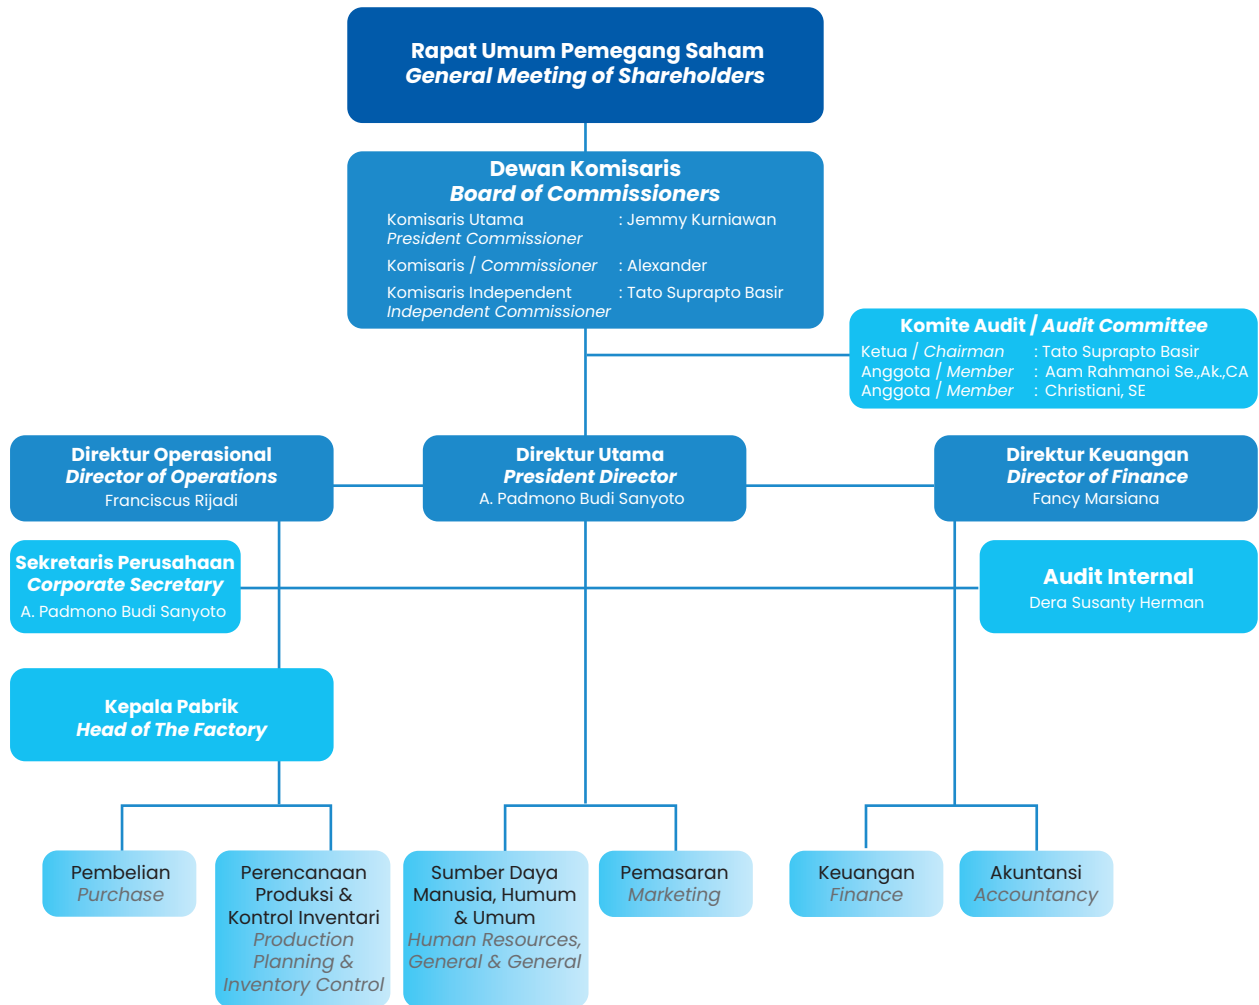 Rapat Umum Pemegang Saham
General Meeting of Shareholders
Dewan Komisaris
Board of Commissioners
Komisaris Utama : Jemmy Kurniawan
President Commissioner
Komisaris / Commissioner : Alexander
Komisaris Independent : Tato Suprapto Basir
Independent Commissioner
Komite Audit / Audit Committee
Ketua / Chairman : Tato Suprapto Basir
Anggota / Member : Aam Rahmanoi Se.,Ak.,CA
Anggota / Member : Christiani, SE
Direktur Operasional
Director of Operations
Franciscus Rijadi
Direktur Utama
President Director
A. Padmono Budi Sanyoto
Direktur Keuangan
Director of Finance
Fancy Marsiana
Sekretaris Perusahaan
Corporate Secretary
A. Padmono Budi Sanyoto
Audit Internal
Dera Susanty Herman
Kepala Pabrik
Head of The Factory
Pembelian
Purchase
Perencanaan
Produksi &
Kontrol Inventari
Production
Planning &
Inventory Control
Sumber Daya
Manusia, Humum
& Umum
Human Resources,
General & General
Pemasaran
Marketing
Keuangan
Finance
Akuntansi
Accountancy